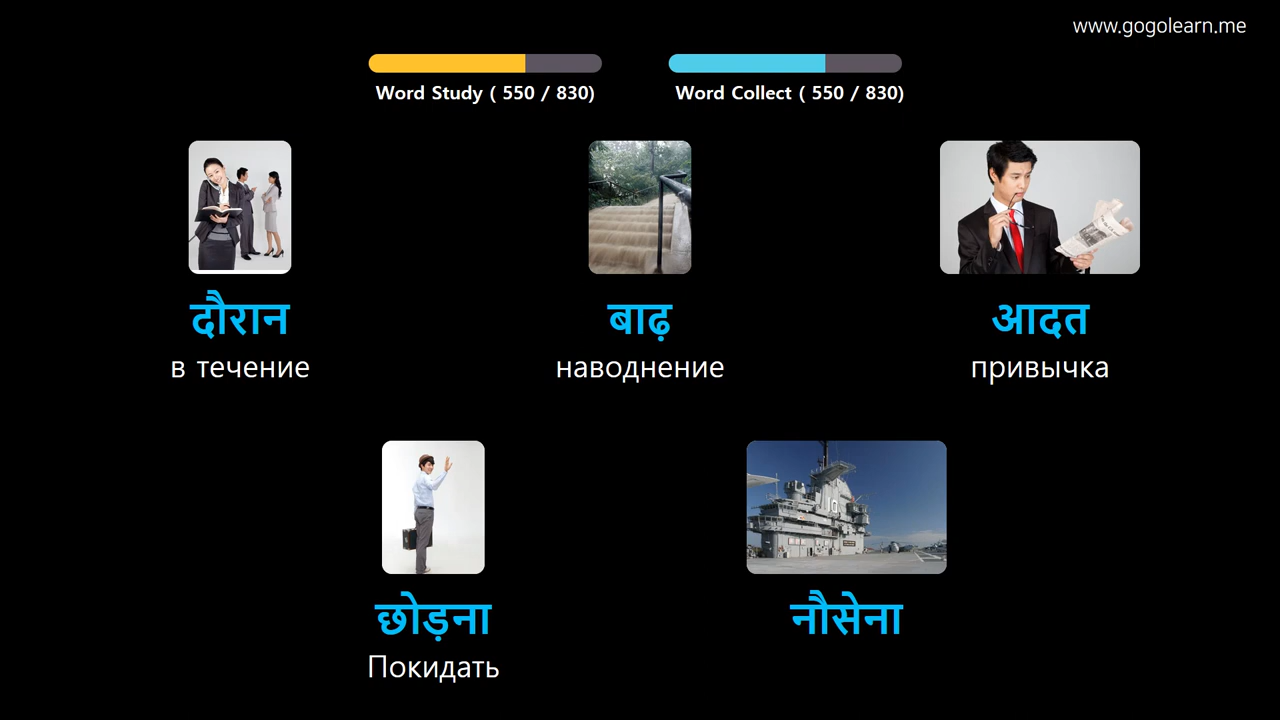 www.gogolearn.me
Word Study ( 550 / 830)
Word Collect ( 550 / 830)
दौरान
в течение
बाढ़
наводнение
आदत
привычка
छोड़ना
Покидать
नौसेना